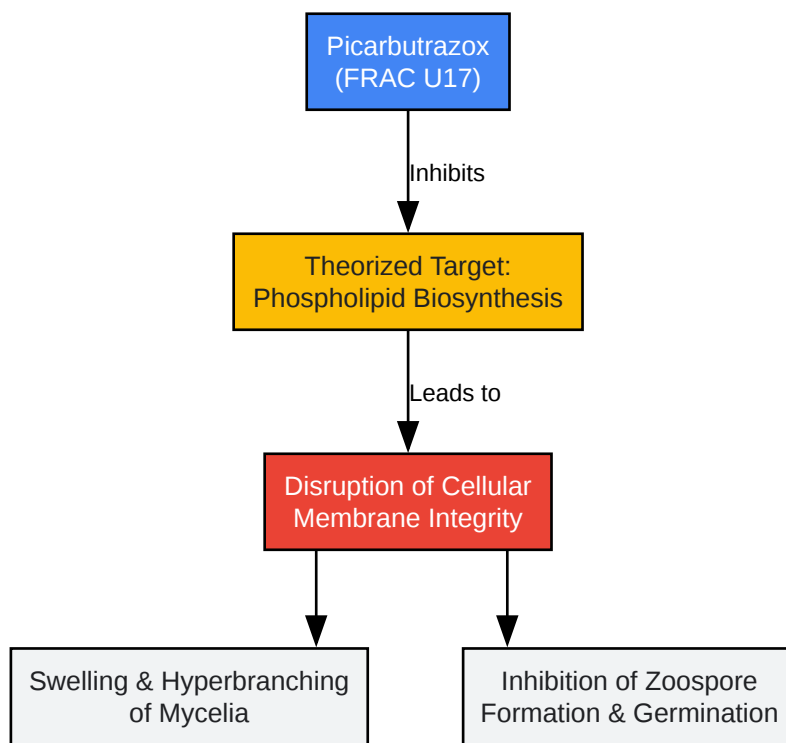 Picarbutrazox
(FRAC U17)
Inhibits
Theorized Target:
Phospholipid Biosynthesis
Leads to
Disruption of Cellular
Membrane Integrity
Swelling & Hyperbranching
of Mycelia
Inhibition of Zoospore
Formation & Germination